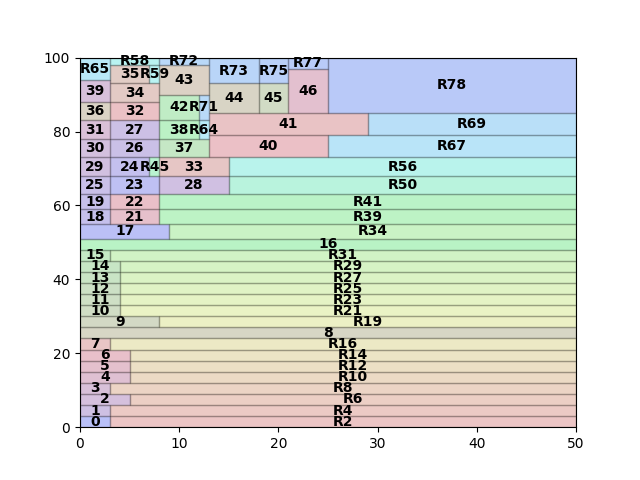 100
R65 R58 R72 R73 R75 R77 R78
35 R59 43 46
39 34 44 45
36 32 42 R71
80
31 27 38 R64 41 R69
30 26 37 40 R67
29 24 R45 33 R56
25 23 28 R50
60
19 22 R41
18 21 R39
17 R34
16
15 R31
14 R29
40
13 R27
12 R25
11 R23
10 R21
9 R19
8
20
7 R16
6 R14
5 R12
4 R10
3 R8
2 R6
1 R4
0 R2
0
0 10 20 30 40 50